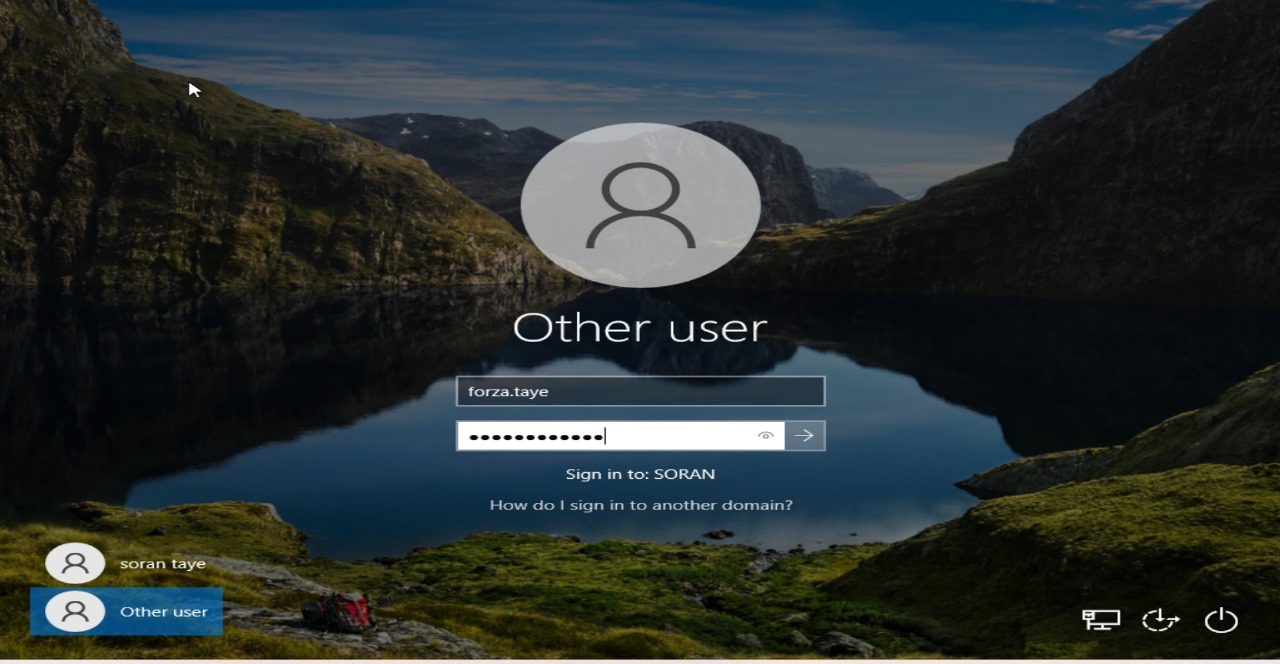 Other user
forza.taye
Sign in to: SORAN
How do I sign in to another domain?
soran taye
Other user